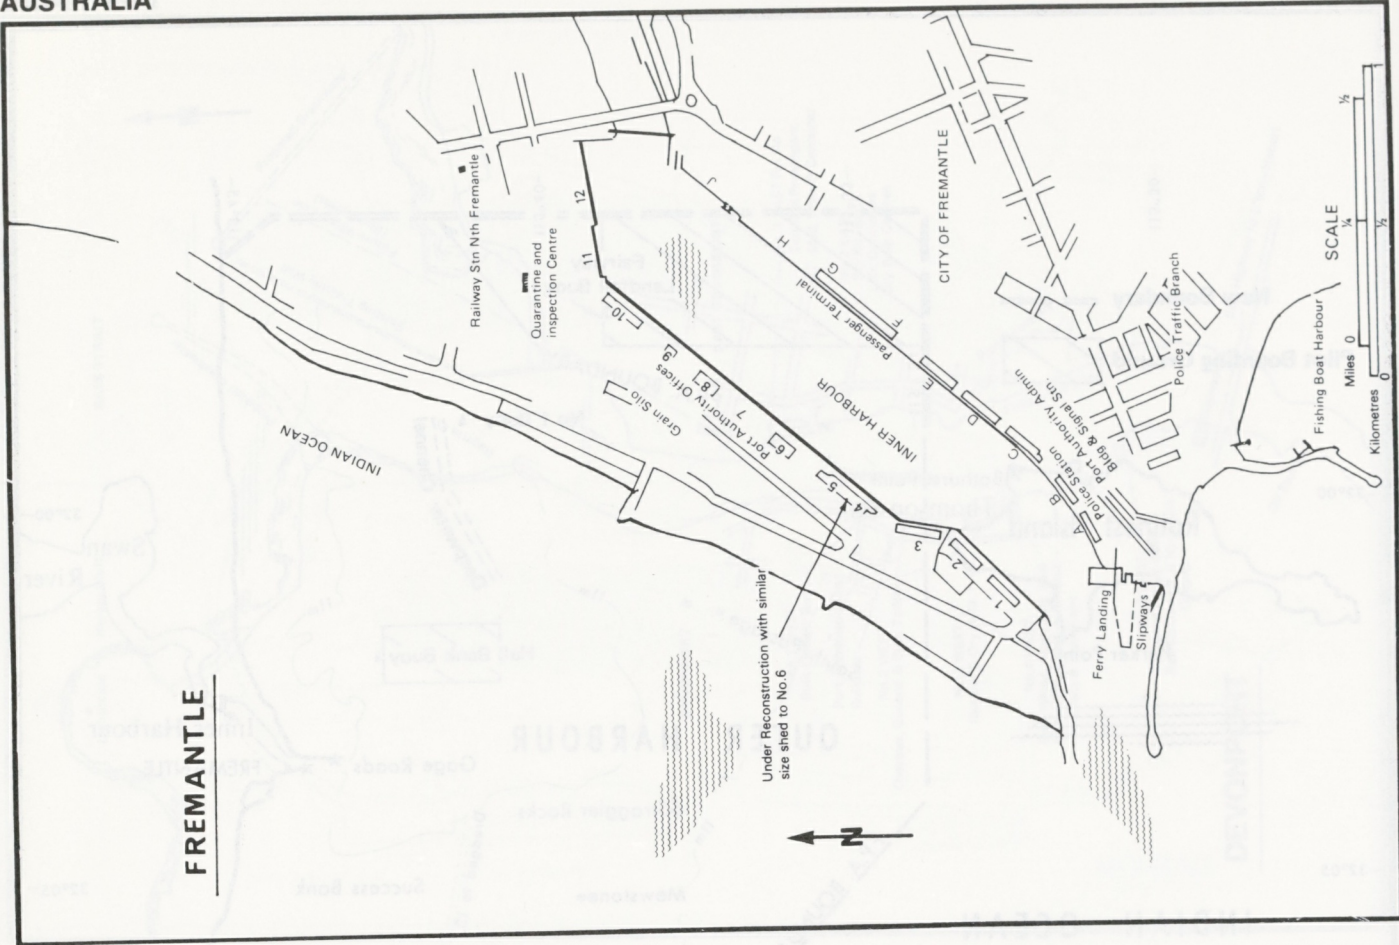 AUSTRALIA
FREMANTLE
INDIAN OCEAN
Railway Stn Nth Fremantle
Quarantine and
inspection Centre
12
11
10
9
8
7
6
5
4
3
2
1
Grain Silo
Port Authority Offices
INNER HARBOUR
Passenger Terminal
J
H
G
F
E
D
C
B
A
CITY OF FREMANTLE
Under Reconstruction with similar
size shed to No.6
Police Station
Port Authority Admin
Bldg & Signal Stn
Police Traffic Branch
Ferry Landing
Slipways
Fishing Boat Harbour
N
SCALE
Miles 0 ¼ ½
Kilometres 0 ½